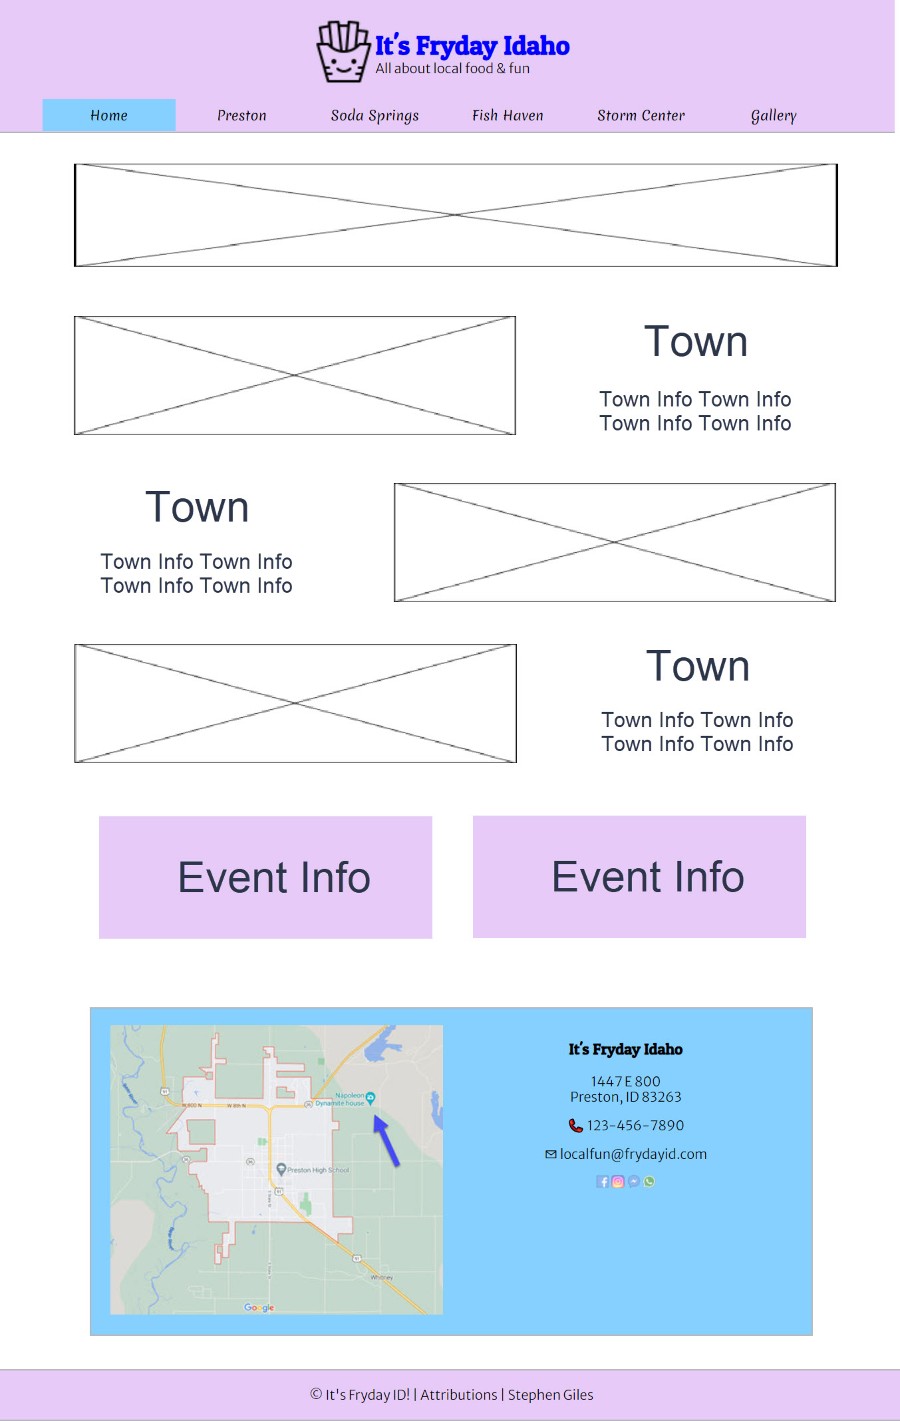 It's Fryday Idaho
All about local food & fun
Home Preston Soda Springs Fish Haven Storm Center Gallery
Town
Town Info Town Info
Town Info Town Info
Town
Town Info Town Info
Town Info Town Info
Town
Town Info Town Info
Town Info Town Info
Event Info
Event Info
Napoleon
Dynamite house
W 800 N
W 8th N
Preston High School
Whitney
Google
It's Fryday Idaho
1447 E 800
Preston, ID 83263
123-456-7890
localfun@frydayid.com
© It's Fryday ID! | Attributions | Stephen Giles